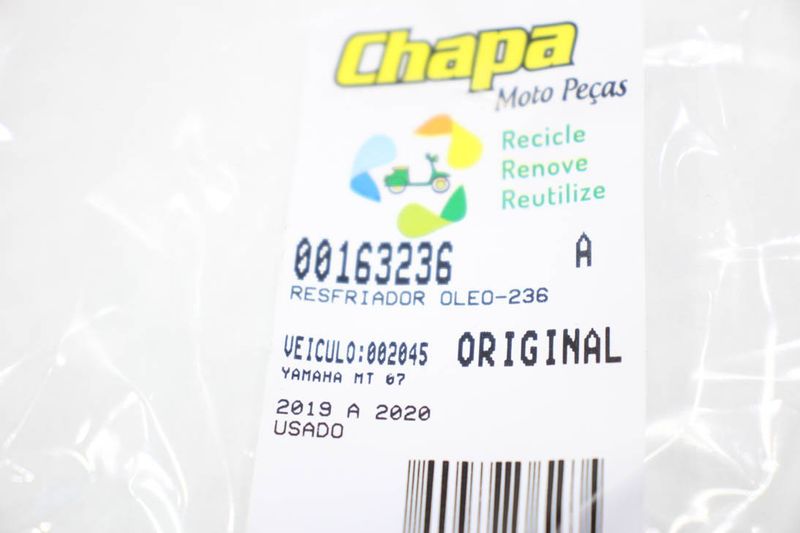 Chapa
Moto Peças
Recicle
Renove
Reutilize
00163236 A
RESFRIADOR OLEO-236
VEICULO:002045 ORIGINAL
YAMAHA MT 07
2019 A 2020
USADO